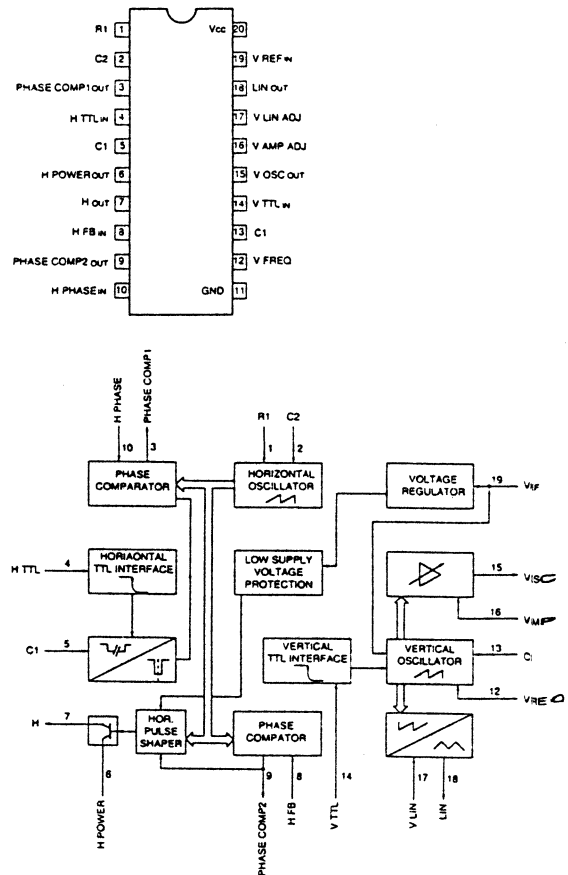 R1 1
Vcc 20
C2 2
19 V REF IN
PHASE COMP1 OUT 3
18 LIN OUT
H TTL IN 4
17 V LIN ADJ
C1 5
16 V AMP ADJ
H POWER OUT 6
15 V OSC OUT
H OUT 7
14 V TTL IN
H FB IN 8
13 C1
PHASE COMP2 OUT 9
12 V FREQ
H PHASE IN 10
GND 11
H PHASE
PHASE COMP1
R1
C2
10
3
1
2
PHASE
COMPARATOR
HORIZONTAL
OSCILLATOR
VOLTAGE
REGULATOR
19
H TTL
4
HORIAONTAL
TTL INTERFACE
LOW SUPPLY
VOLTAGE
PROTECTION
15
16
C1
5
VERTICAL
TTL INTERFACE
VERTICAL
OSCILLATOR
13
12
H
7
HOR.
PULSE
SHAPER
PHASE
COMPATOR
6
9
8
14
17
18
H POWER
PHASE COMP2
H FB
V TTL
V LIN
LIN